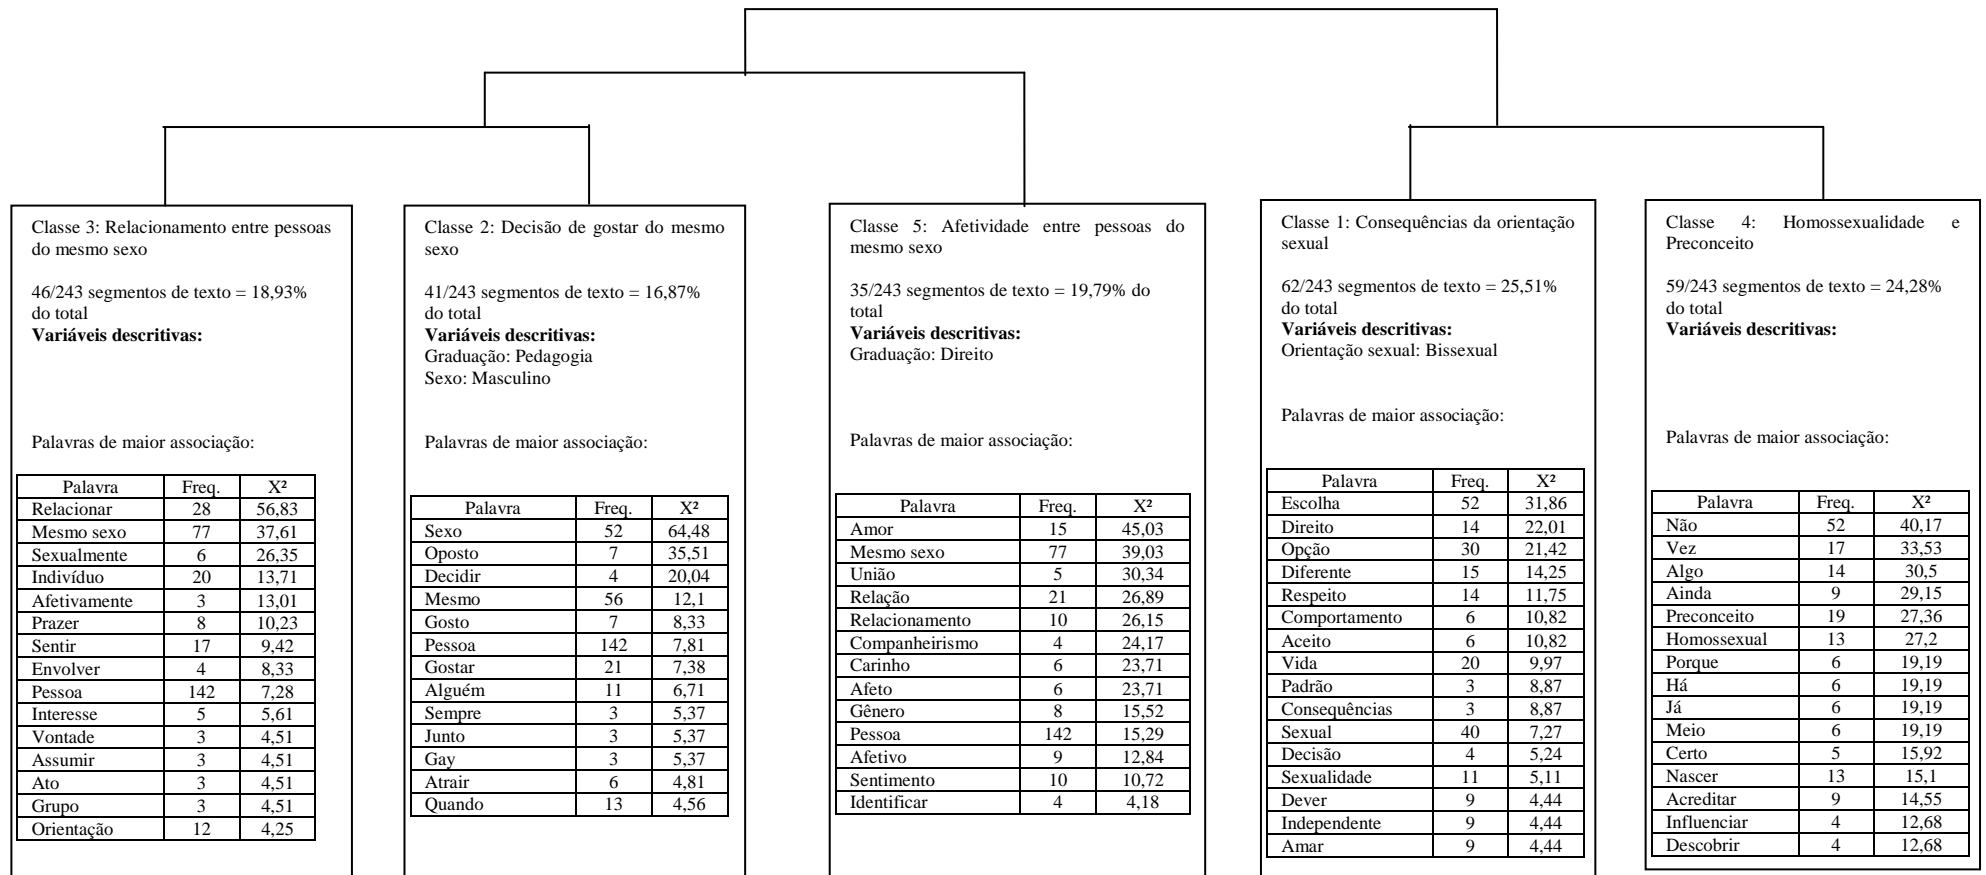 Classe 3: Relacionamento entre pessoas
do mesmo sexo
46/243 segmentos de texto = 18,93%
do total
Variáveis descritivas:
Palavras de maior associação:
Palavra Freq. X²
Relacionar 28 56,83
Mesmo sexo 77 37,61
Sexualmente 6 26,35
Indivíduo 20 13,71
Afetivamente 3 13,01
Prazer 8 10,23
Sentir 17 9,42
Envolver 4 8,33
Pessoa 142 7,28
Interesse 5 5,61
Vontade 3 4,51
Assumir 3 4,51
Ato 3 4,51
Grupo 3 4,51
Orientação 12 4,25
Classe 2: Decisão de gostar do mesmo
sexo
41/243 segmentos de texto = 16,87%
do total
Variáveis descritivas:
Graduação: Pedagogia
Sexo: Masculino
Palavras de maior associação:
Palavra Freq. X²
Sexo 52 64,48
Oposto 7 35,51
Decidir 4 20,04
Mesmo 56 12,1
Gosto 7 8,33
Pessoa 142 7,81
Gostar 21 7,38
Alguém 11 6,71
Sempre 3 5,37
Junto 3 5,37
Gay 3 5,37
Atrair 6 4,81
Quando 13 4,56
Classe 5: Afetividade entre pessoas do
mesmo sexo
35/243 segmentos de texto = 19,79% do
total
Variáveis descritivas:
Graduação: Direito
Palavras de maior associação:
Palavra Freq. X²
Amor 15 45,03
Mesmo sexo 77 39,03
União 5 30,34
Relação 21 26,89
Relacionamento 10 26,15
Companheirismo 4 24,17
Carinho 6 23,71
Afeto 6 23,71
Gênero 8 15,52
Pessoa 142 15,29
Afetivo 9 12,84
Sentimento 10 10,72
Identificar 4 4,18
Classe 1: Consequências da orientação
sexual
62/243 segmentos de texto = 25,51%
do total
Variáveis descritivas:
Orientação sexual: Bissexual
Palavras de maior associação:
Palavra Freq. X²
Escolha 52 31,86
Direito 14 22,01
Opção 30 21,42
Diferente 15 14,25
Respeito 14 11,75
Comportamento 6 10,82
Aceito 6 10,82
Vida 20 9,97
Padrão 3 8,87
Consequências 3 8,87
Sexual 40 7,27
Decisão 4 5,24
Sexualidade 11 5,11
Dever 9 4,44
Independente 9 4,44
Amar 9 4,44
Classe 4: Homossexualidade e
Preconceito
59/243 segmentos de texto = 24,28%
do total
Variáveis descritivas:
Palavras de maior associação:
Palavra Freq. X²
Não 52 40,17
Vez 17 33,53
Algo 14 30,5
Ainda 9 29,15
Preconceito 19 27,36
Homossexual 13 27,2
Porque 6 19,19
Há 6 19,19
Já 6 19,19
Meio 6 19,19
Certo 5 15,92
Nascer 13 15,1
Acreditar 9 14,55
Influenciar 4 12,68
Descobrir 4 12,68